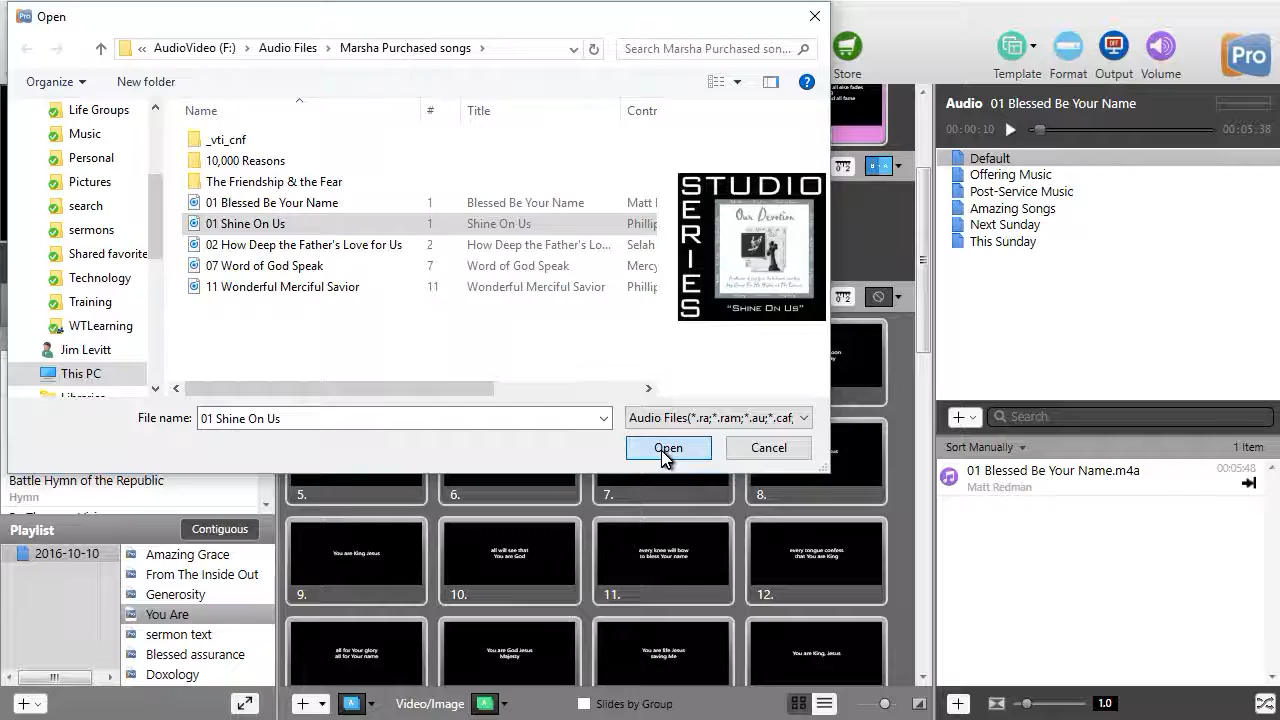 Open
AudioVideo (F:) > Audio Files > Marsha Purchased songs >
Search Marsha Purchased son...
Organize
New folder
Store
Template
Format
Output
Volume
OFF
Pro
Life Groups
Music
Personal
Pictures
search
sermons
Shared favorite
Technology
Training
WTLearning
Jim Levitt
This PC
Libraries
Name
#
Title
Contr
_vti_cnf
10,000 Reasons
The Friendship & the Fear
01 Blessed Be Your Name 1 Blessed Be Your Name Matt
01 Shine On Us 1 Shine On Us Phillip
02 How Deep the Father's Love for Us 2 How Deep the Father's Lo... Selah
07 Word of God Speak 7 Word of God Speak Mercy
11 Wonderful Merciful Savior 11 Wonderful Merciful Savior Phillip
STUDIO
SERIES
Our Devotion
"SHINE ON US"
01 Shine On Us
Audio Files(*.ra;*.ram;*.au;*.caf;
Open
Cancel
Audio 01 Blessed Be Your Name
00:00:10
00:05:38
Default
Offering Music
Post-Service Music
Amazing Songs
Next Sunday
This Sunday
Search
Sort Manually
1 Item
01 Blessed Be Your Name.m4a
00:05:48
Matt Redman
all else fades
d all fame
Battle Hymn of the Republic
Hymn
Playlist
Contiguous
2016-10-10
Amazing Grace
From The Inside Out
Generosity
You Are
sermon text
Blessed assurance
Doxology
5.
6.
7.
8.
You are King Jesus
9.
all will see that
You are God
10.
every knee will bow
to bless Your name
11.
every tongue confess
that You are King
12.
all for Your glory
all for Your name
You are God Jesus
Majesty
You are life Jesus
saving Me
You are King, Jesus
Video/Image
Slides by Group
1.0